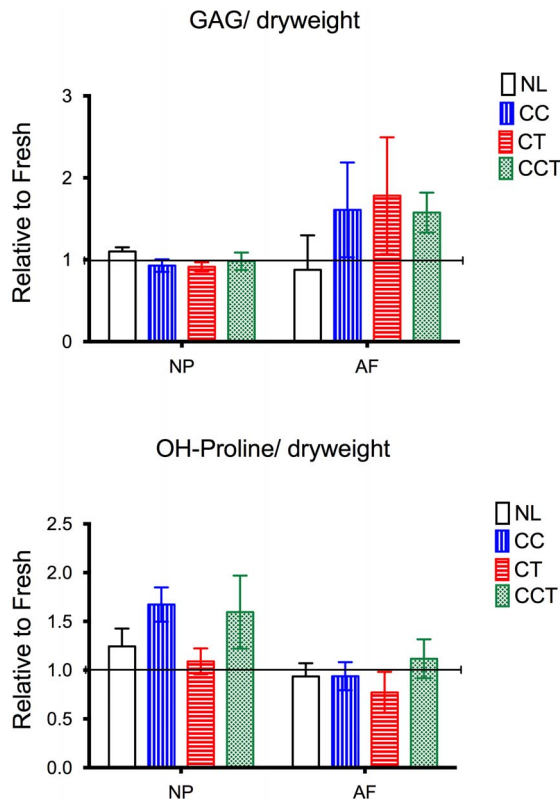 GAG/ dryweight
Relative to Fresh
3
2
1
0
NP
AF
NL
CC
CT
CCT
OH-Proline/ dryweight
Relative to Fresh
2.5
2.0
1.5
1.0
0.5
0.0
NP
AF
NL
CC
CT
CCT